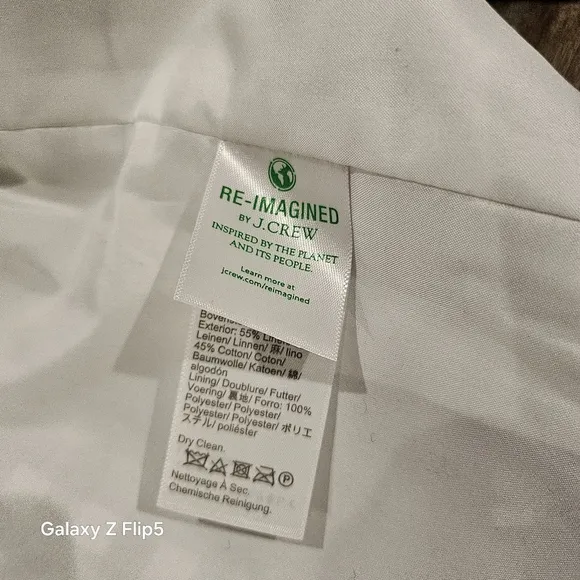 RE-IMAGINED
BY J.CREW
INSPIRED BY THE PLANET
AND ITS PEOPLE.
Learn more at
jcrew.com/reimagined
Exterior: 55% Linen/
Leinen/ Linnen/ 麻/ lino
45% Cotton/ Coton/
Baumwolle/ Katoen/ 綿/
algodón
Lining/ Doublure/ Futter/
Voering/ 裏地/ Forro: 100%
Polyester/ Polyester/
Polyester/ Polyester/ ポリエ
ステル/ poliéster
Dry Clean.
P
Nettoyage À Sec.
Chemische Reinigung.
Galaxy Z Flip5